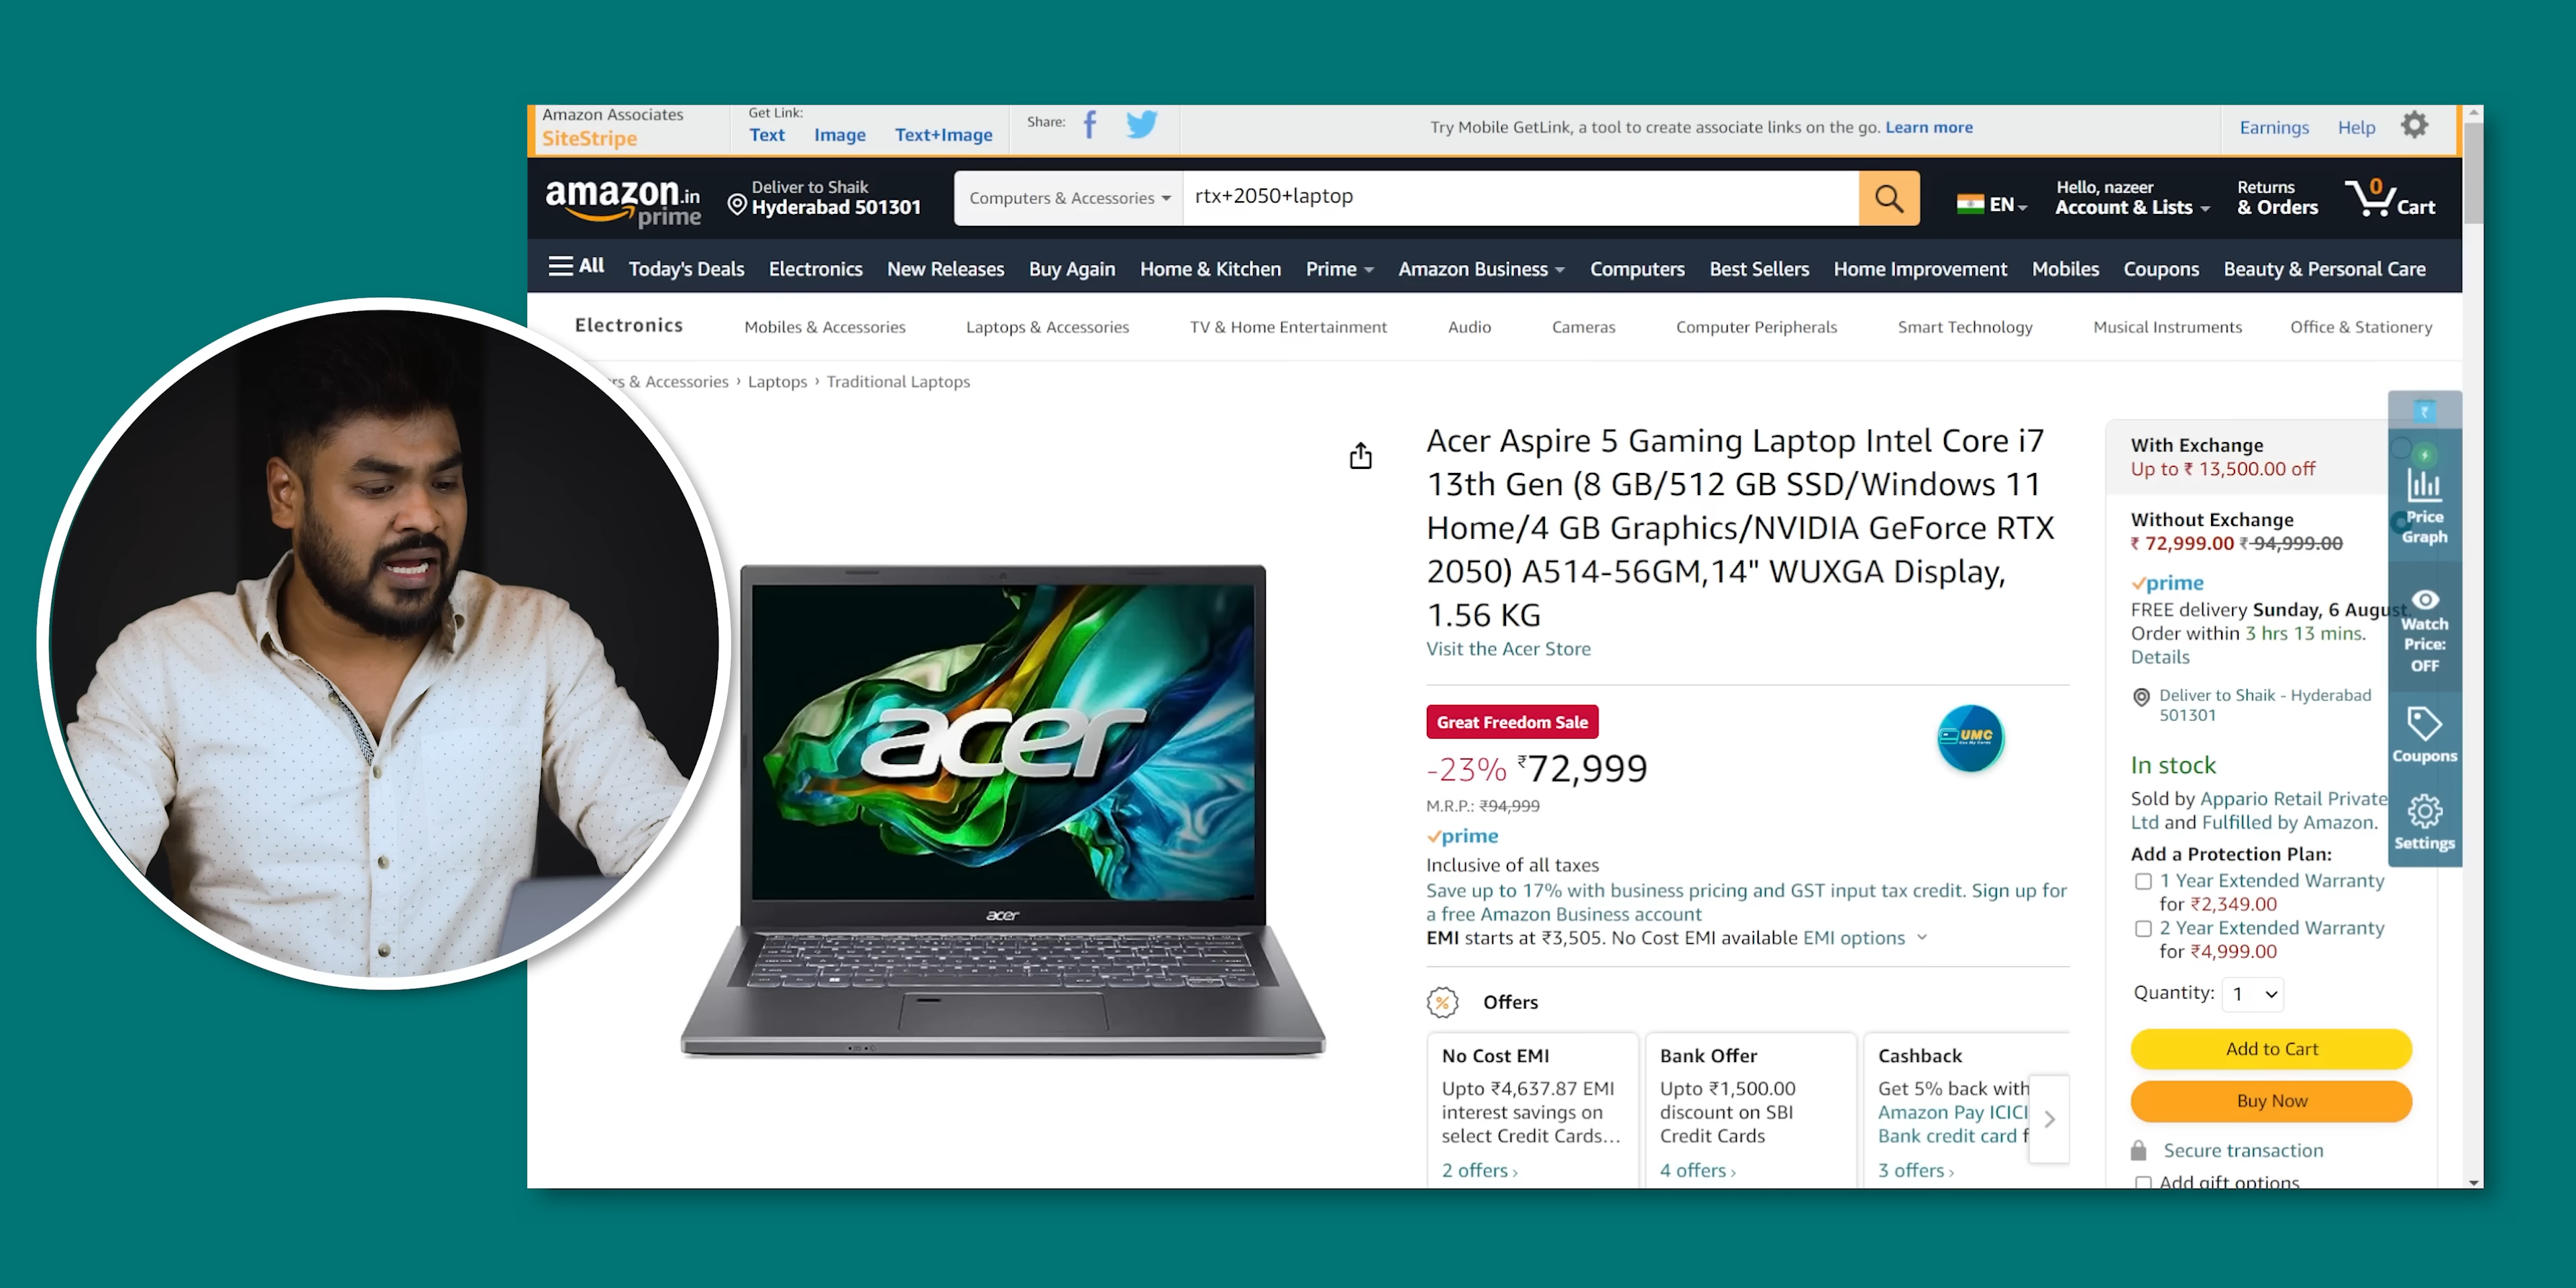 Amazon Associates
SiteStripe
Get Link:
Text Image Text+Image
Share:
Try Mobile GetLink, a tool to create associate links on the go. Learn more
Earnings Help
amazon.in
prime
Deliver to Shaik
Hyderabad 501301
Computers & Accessories
rtx+2050+laptop
EN
Hello, nazeer
Account & Lists
Returns
& Orders
0
Cart
All Today's Deals Electronics New Releases Buy Again Home & Kitchen Prime Amazon Business Computers Best Sellers Home Improvement Mobiles Coupons Beauty & Personal Care
Electronics Mobiles & Accessories Laptops & Accessories TV & Home Entertainment Audio Cameras Computer Peripherals Smart Technology Musical Instruments Office & Stationery
rs & Accessories › Laptops › Traditional Laptops
acer
acer
Acer Aspire 5 Gaming Laptop Intel Core i7
13th Gen (8 GB/512 GB SSD/Windows 11
Home/4 GB Graphics/NVIDIA GeForce RTX
2050) A514-56GM,14" WUXGA Display,
1.56 KG
Visit the Acer Store
Great Freedom Sale
-23% ₹72,999
M.R.P.: ₹94,999
prime
Inclusive of all taxes
Save up to 17% with business pricing and GST input tax credit. Sign up for
a free Amazon Business account
EMI starts at ₹3,505. No Cost EMI available EMI options
UMC
Offers
No Cost EMI
Upto ₹4,637.87 EMI
interest savings on
select Credit Cards…
2 offers ›
Bank Offer
Upto ₹1,500.00
discount on SBI
Credit Cards
4 offers ›
Cashback
Get 5% back with
Amazon Pay ICICI
Bank credit card f
3 offers ›
With Exchange
Up to ₹ 13,500.00 off
Without Exchange
₹ 72,999.00 ₹ 94,999.00
prime
FREE delivery Sunday, 6 August.
Order within 3 hrs 13 mins.
Details
Deliver to Shaik - Hyderabad
501301
In stock
Sold by Appario Retail Private
Ltd and Fulfilled by Amazon.
Add a Protection Plan:
1 Year Extended Warranty
for ₹2,349.00
2 Year Extended Warranty
for ₹4,999.00
Quantity: 1
Add to Cart
Buy Now
Secure transaction
Add gift options
₹
Price
Graph
Watch
Price:
OFF
Coupons
Settings